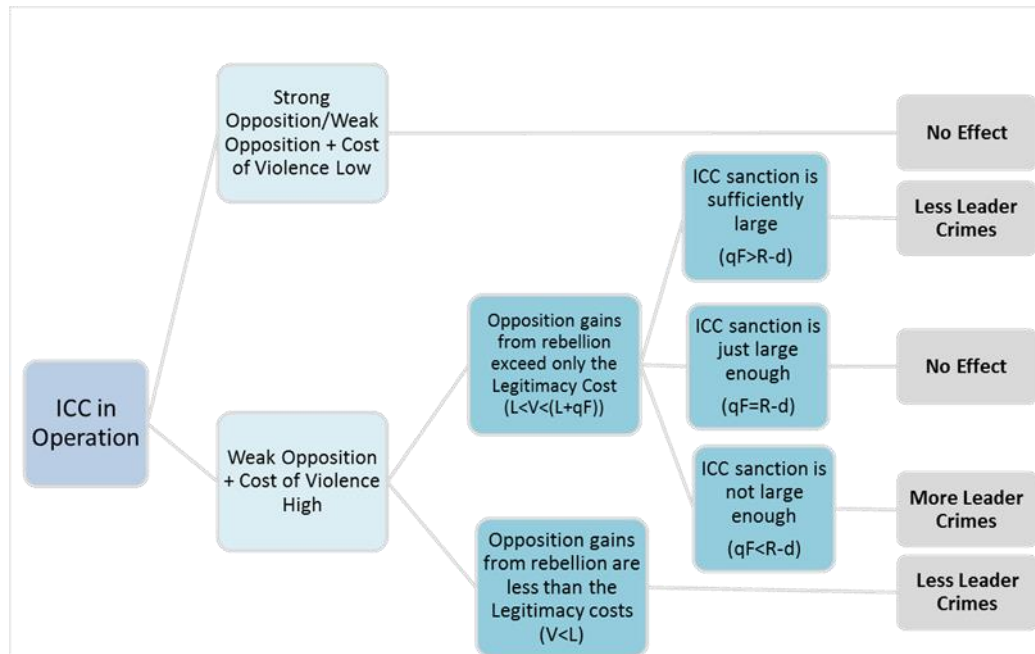 ICC in
Operation
Strong
Opposition/Weak
Opposition + Cost
of Violence Low
No Effect
Weak Opposition
+ Cost of Violence
High
Opposition gains
from rebellion
exceed only the
Legitimacy Cost
(L<V<(L+qF))
ICC sanction is
sufficiently
large
(qF>R-d)
Less Leader
Crimes
ICC sanction is
just large
enough
(qF=R-d)
No Effect
ICC sanction is
not large
enough
(qF<R-d)
More Leader
Crimes
Opposition gains
from rebellion are
less than the
Legitimacy costs
(V<L)
Less Leader
Crimes